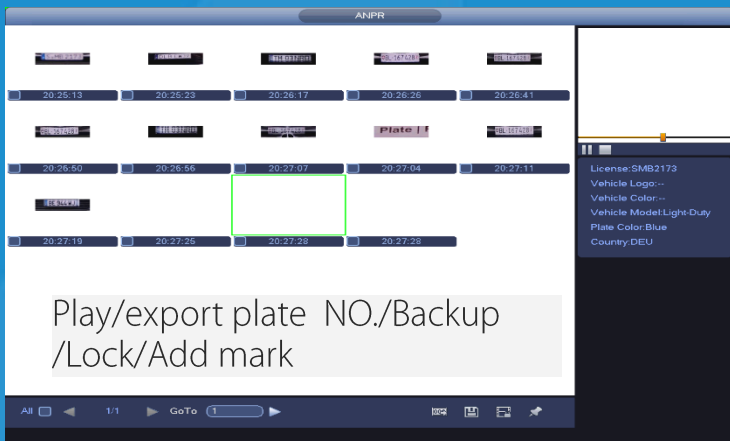 ANPR
20:25:13 20:25:23 20:26:17 20:26:26 20:26:41
20:26:50 20:26:56 20:27:07 20:27:04 20:27:11
Plate /
20:27:19 20:27:25 20:27:28 20:27:28
License:SMB2173
Vehicle Logo:--
Vehicle Color:--
Vehicle Model:Light-Duty
Plate Color:Blue
Country:DEU
Play/export plate NO./Backup
/Lock/Add mark
All 1/1 GoTo 1